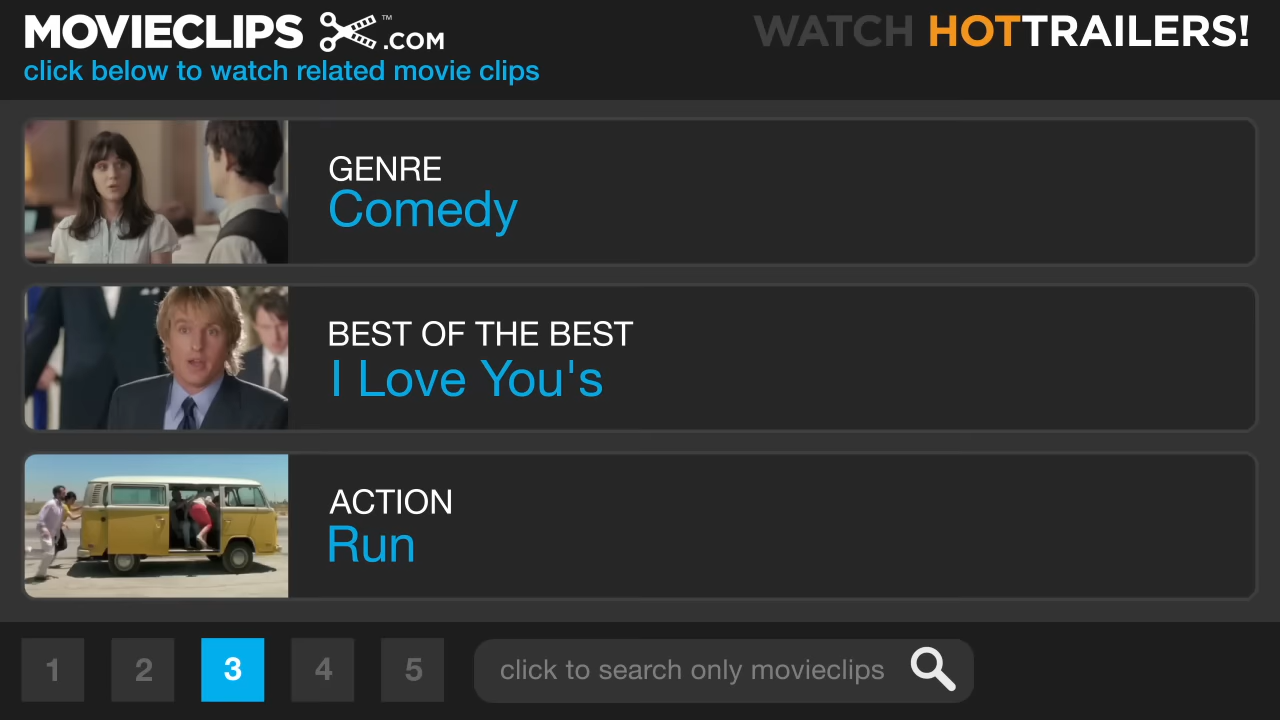 MOVIECLIPS ™ .COM
WATCH HOTTRAILERS!
click below to watch related movie clips
GENRE
Comedy
BEST OF THE BEST
I Love You's
ACTION
Run
1 2 3 4 5
click to search only movieclips